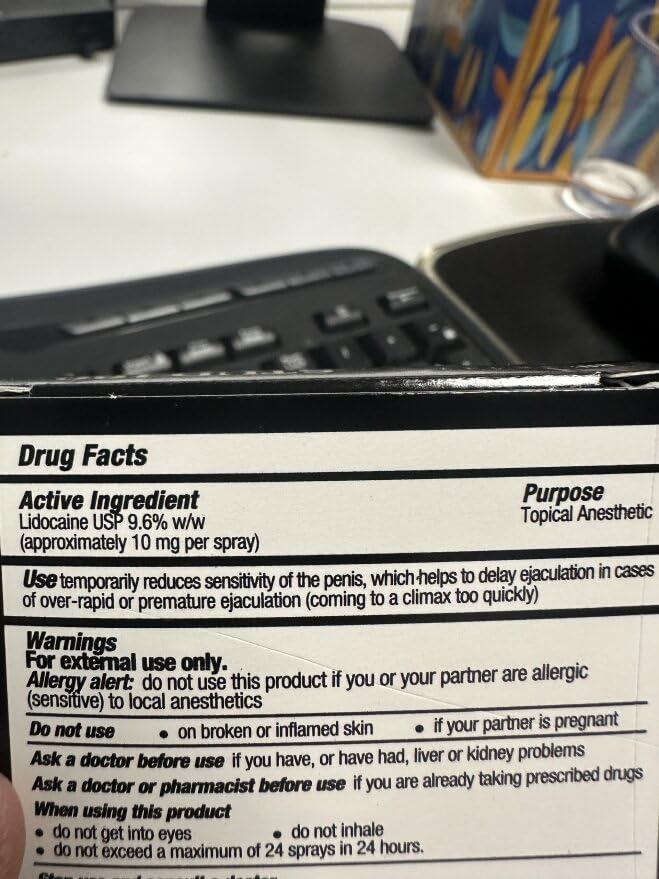 Drug Facts
Active Ingredient Purpose
Lidocaine USP 9.6% w/w Topical Anesthetic
(approximately 10 mg per spray)
Use temporarily reduces sensitivity of the penis, which helps to delay ejaculation in cases
of over-rapid or premature ejaculation (coming to a climax too quickly)
Warnings
For external use only.
Allergy alert: do not use this product if you or your partner are allergic
(sensitive) to local anesthetics
Do not use • on broken or inflamed skin • if your partner is pregnant
Ask a doctor before use if you have, or have had, liver or kidney problems
Ask a doctor or pharmacist before use if you are already taking prescribed drugs
When using this product
• do not get into eyes • do not inhale
• do not exceed a maximum of 24 sprays in 24 hours.